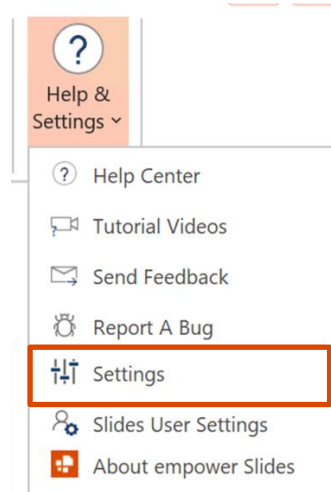 Help &
Settings
Help Center
Tutorial Videos
Send Feedback
Report A Bug
Settings
Slides User Settings
About empower Slides